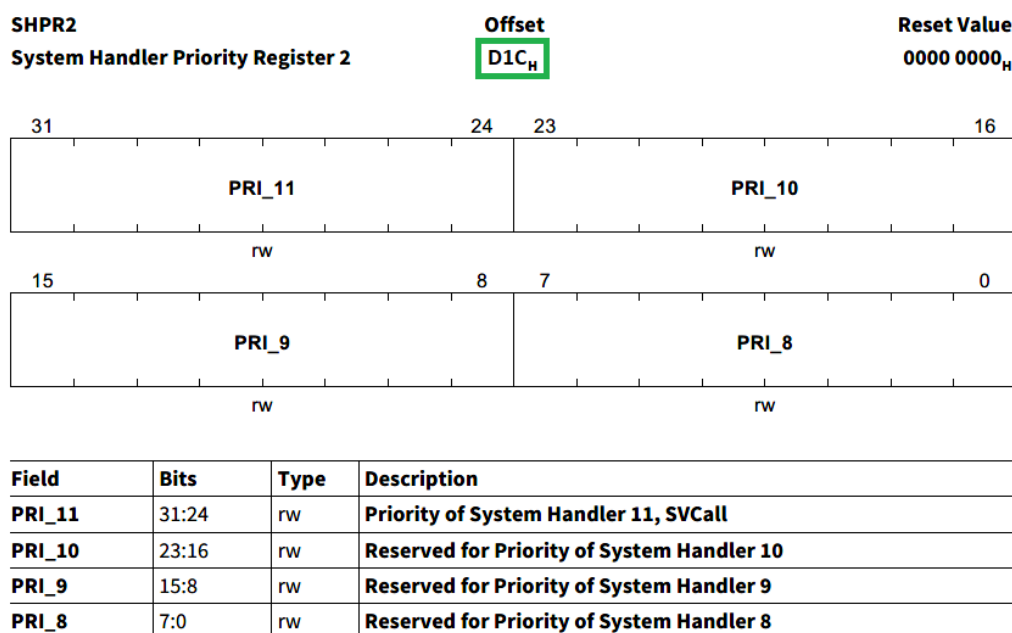 SHPR2 Offset Reset Value
System Handler Priority Register 2 D1CH 0000 0000H
31 24 23 16
PRI_11 PRI_10
rw rw
15 8 7 0
PRI_9 PRI_8
rw rw
Field Bits Type Description
PRI_11 31:24 rw Priority of System Handler 11, SVCall
PRI_10 23:16 rw Reserved for Priority of System Handler 10
PRI_9 15:8 rw Reserved for Priority of System Handler 9
PRI_8 7:0 rw Reserved for Priority of System Handler 8